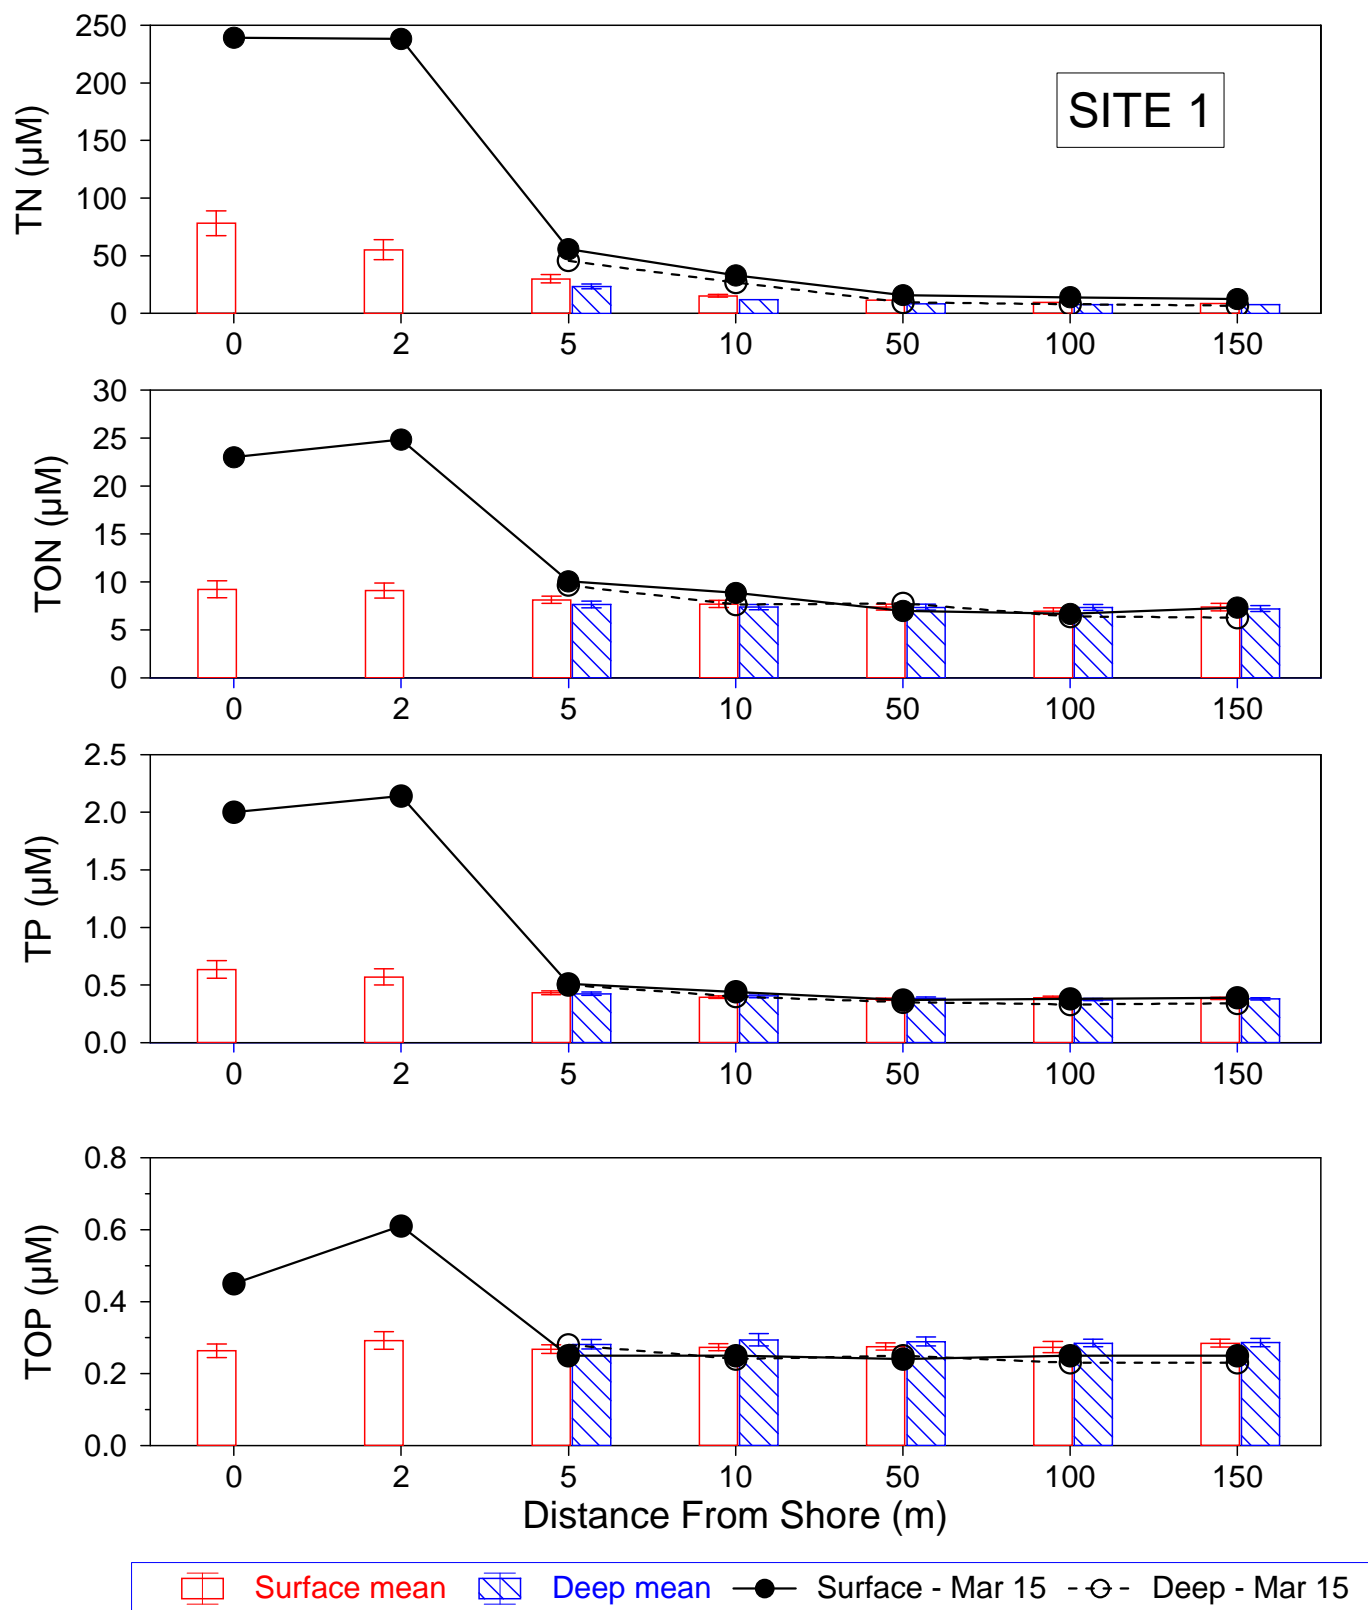 250
200
150
100
50
0
TN (µM)
SITE 1
0 2 5 10 50 100 150
30
25
20
15
10
5
0
TON (µM)
0 2 5 10 50 100 150
2.5
2.0
1.5
1.0
0.5
0.0
TP (µM)
0 2 5 10 50 100 150
0.8
0.6
0.4
0.2
0.0
TOP (µM)
0 2 5 10 50 100 150
Distance From Shore (m)
Surface mean Deep mean Surface - Mar 15 Deep - Mar 15